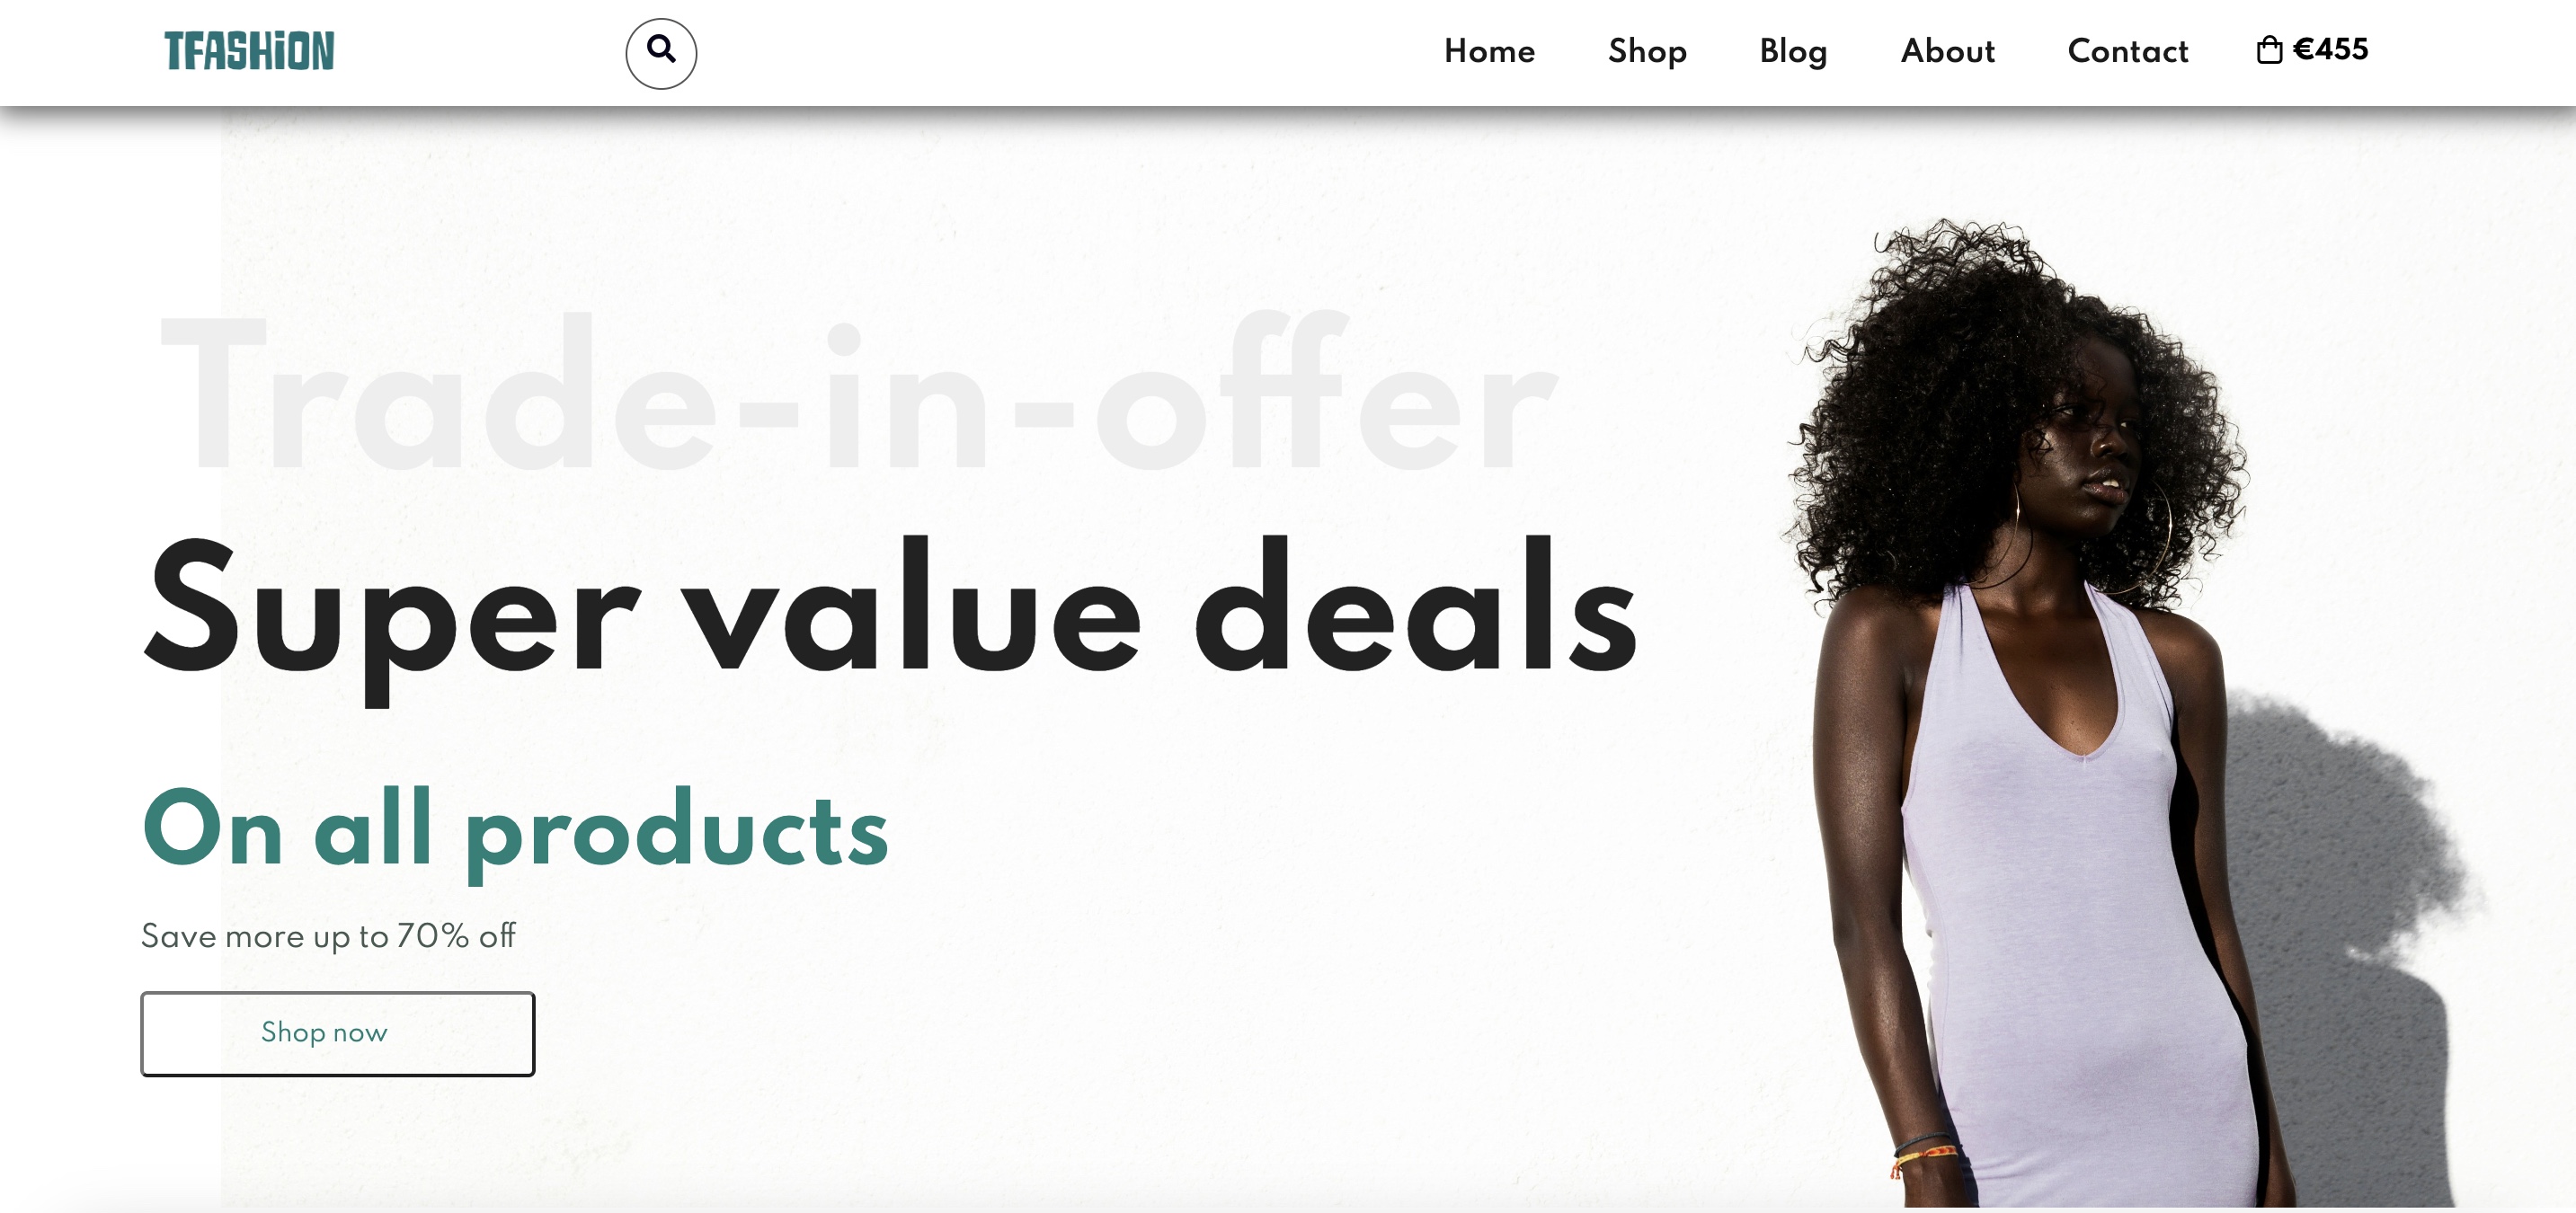 TFASHiON
Home Shop Blog About Contact €455
Trade-in-offer
Super value deals
On all products
Save more up to 70% off
Shop now